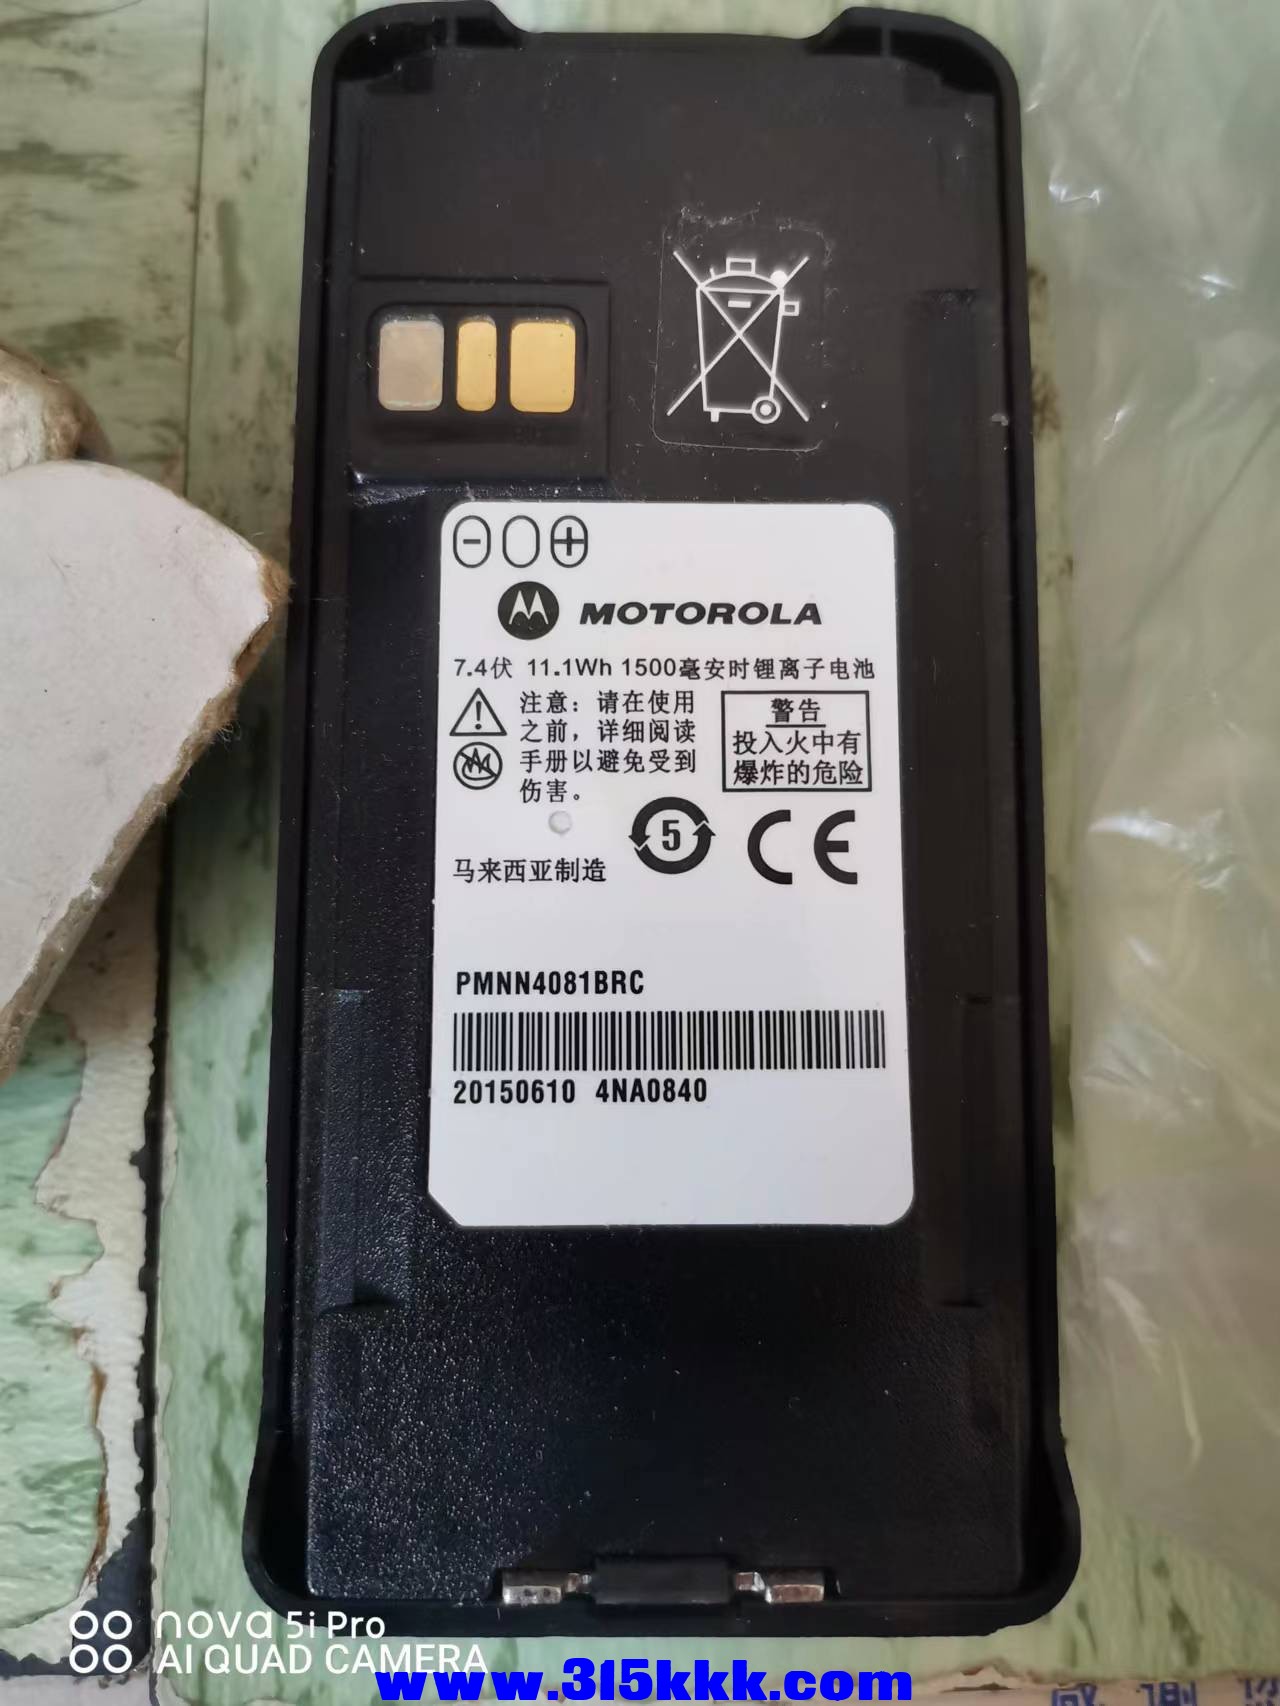 MOTOROLA
7.4伏 11.1Wh 1500毫安时锂离子电池
注意：请在使用
之前，详细阅读
手册以避免受到
伤害。
警告
投入火中有
爆炸的危险
5
CE
马来西亚制造
PMNN4081BRC
20150610 4NA0840
nova 5i Pro
AI QUAD CAMERA
www.315kkk.com